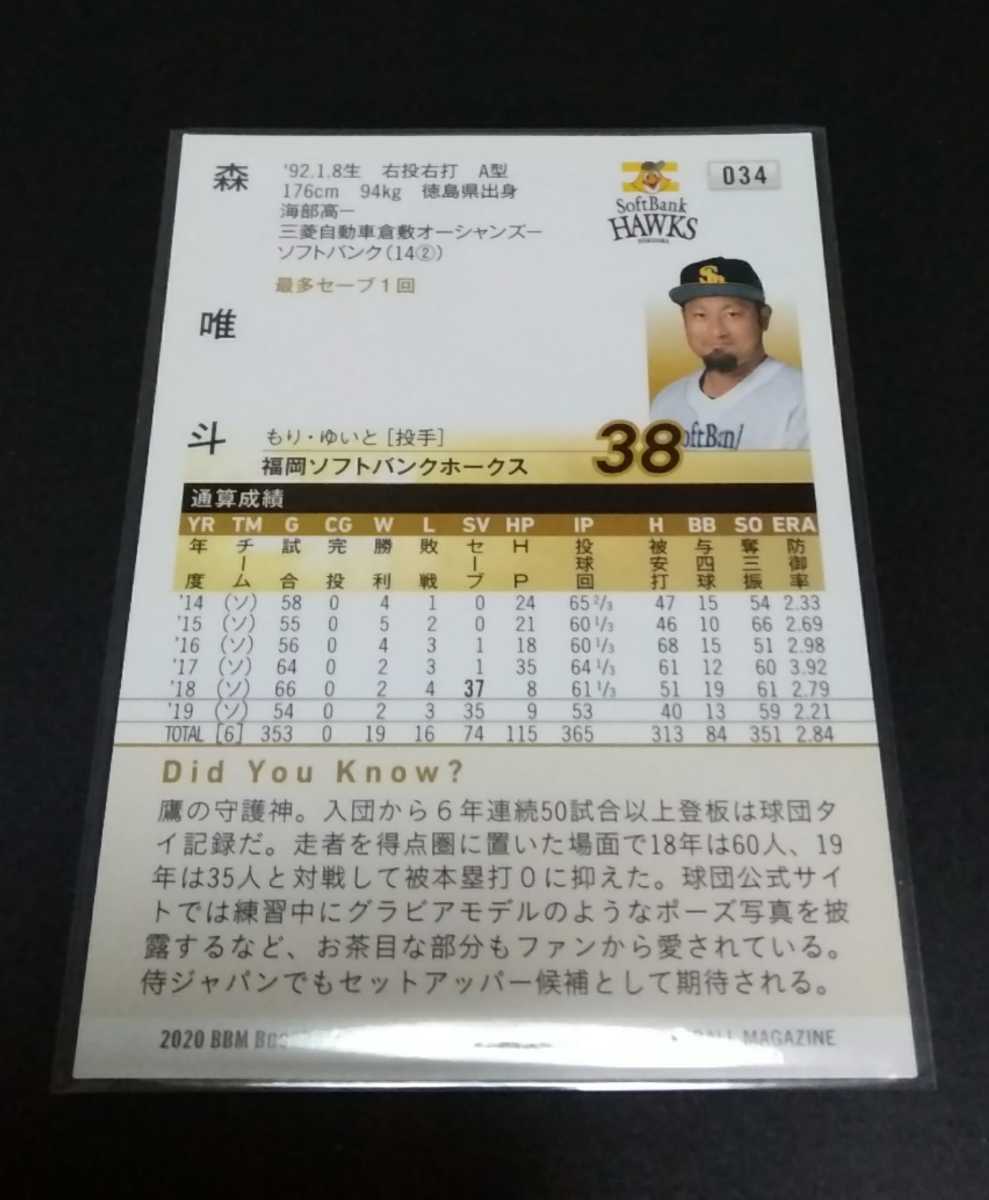 森 唯 斗
'92.1.8生 右投右打 A型
176cm 94kg 徳島県出身
海部高ー
三菱自動車倉敷オーシャンズー
ソフトバンク(14②)
最多セーブ1回
SoftBank
HAWKS
034
もり・ゆいと[投手]
福岡ソフトバンクホークス
38
通算成績
YR TM G CG W L SV HP IP H BB SO ERA
年度 チーム 試合 完投 勝利 敗戦 セーブ HP 投球回 被安打 与四球 奪三振 防御率
'14 (ソ) 58 0 4 1 0 24 65 2/3 47 15 54 2.33
'15 (ソ) 55 0 5 2 0 21 60 1/3 46 10 66 2.69
'16 (ソ) 56 0 4 3 1 18 60 1/3 68 15 51 2.98
'17 (ソ) 64 0 2 3 1 35 64 1/3 61 12 60 3.92
'18 (ソ) 66 0 2 4 37 8 61 1/3 51 19 61 2.79
'19 (ソ) 54 0 2 3 35 9 53 40 13 59 2.21
TOTAL [6] 353 0 19 16 74 115 365 313 84 351 2.84
Did You Know?
鷹の守護神。入団から6年連続50試合以上登板は球団タ
イ記録だ。走者を得点圏に置いた場面で18年は60人、19
年は35人と対戦して被本塁打0に抑えた。球団公式サイ
トでは練習中にグラビアモデルのようなポーズ写真を披
露するなど、お茶目な部分もファンから愛されている。
侍ジャパンでもセットアッパー候補として期待される。
2020 BBM MAGAZINE